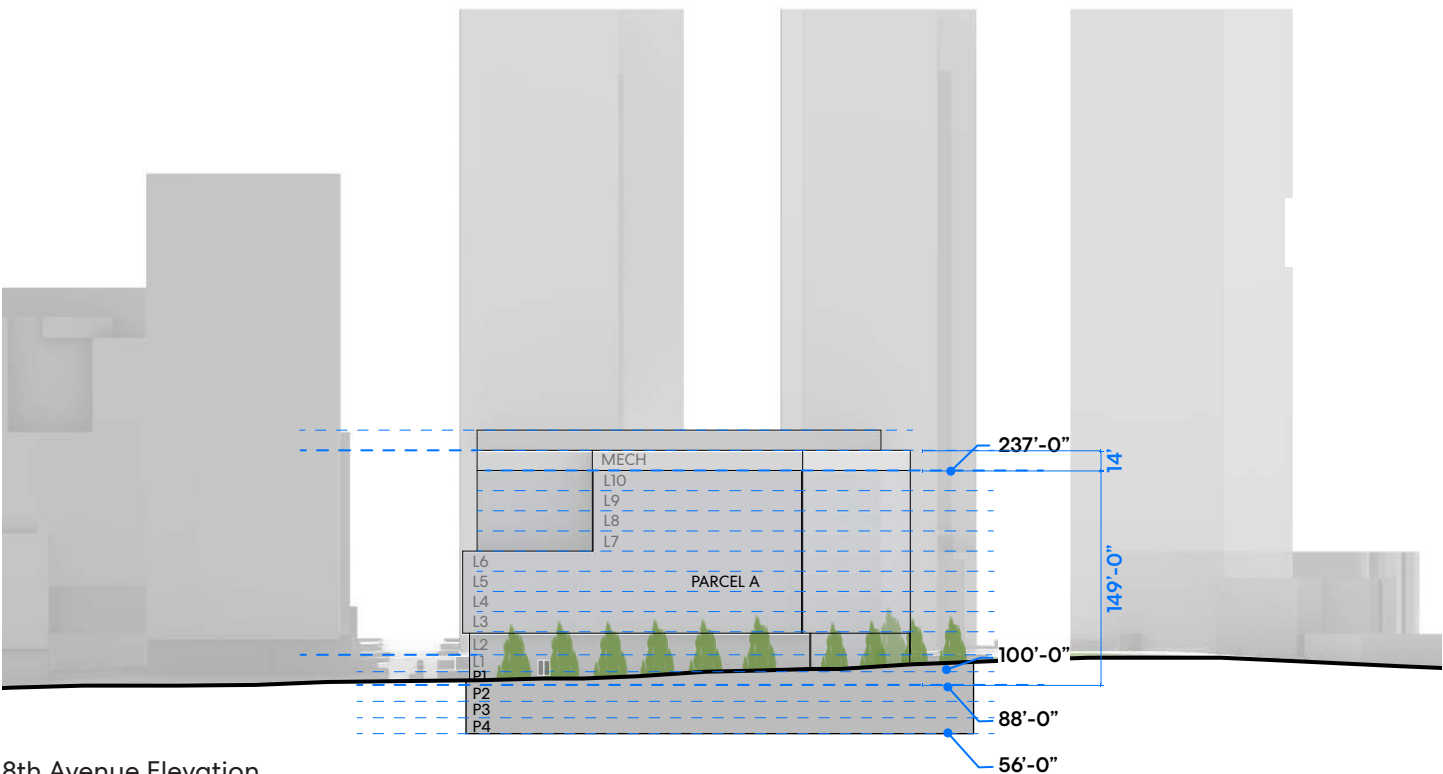 237’-0”
14’
MECH
L10
L9
L8
L7
L6
L5
PARCEL A
149’-0”
L4
L3
L2
L1
100’-0”
P1
P2
P3
88’-0”
P4
56’-0”
8th Avenue Elevation